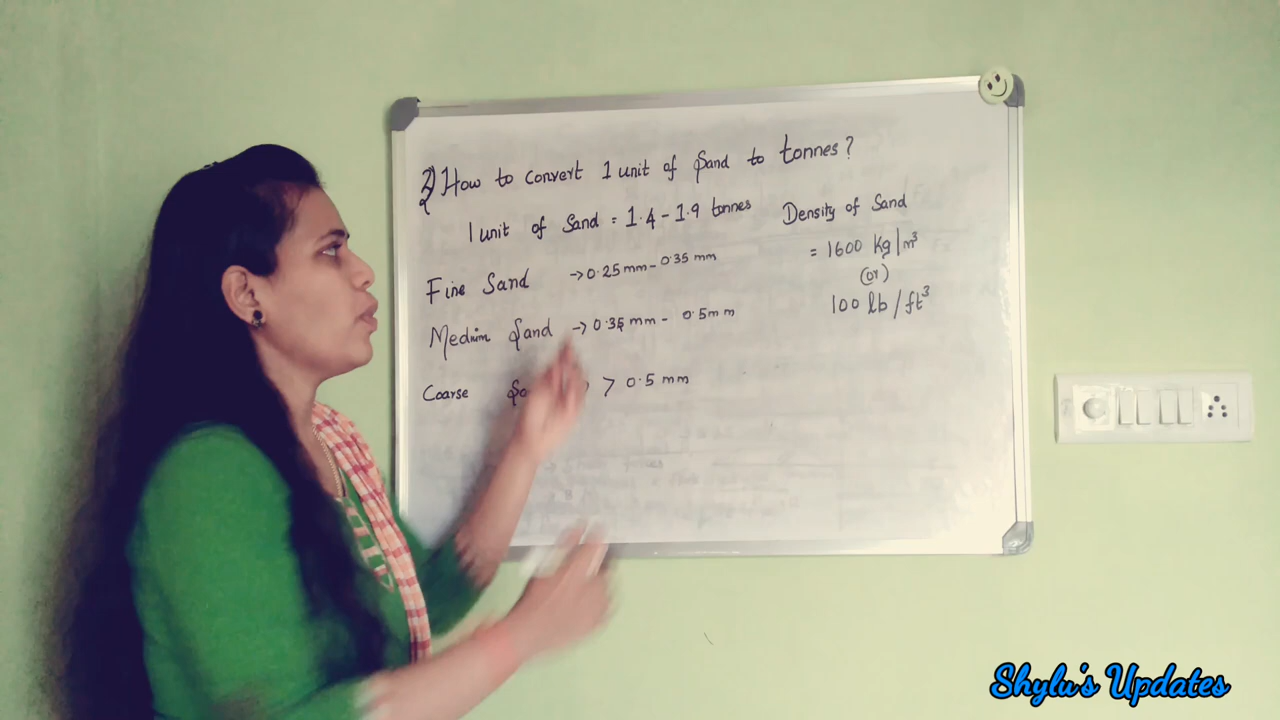 2) How to convert 1 unit of Sand to tonnes?
1 unit of Sand = 1.4 - 1.9 tonnes
Fine Sand → 0.25 mm - 0.35 mm
Medium Sand → 0.35 mm - 0.5 mm
Coarse > 0.5 mm
Density of Sand
= 1600 kg/m³
(or)
100 lb/ft³
Shylu's Updates